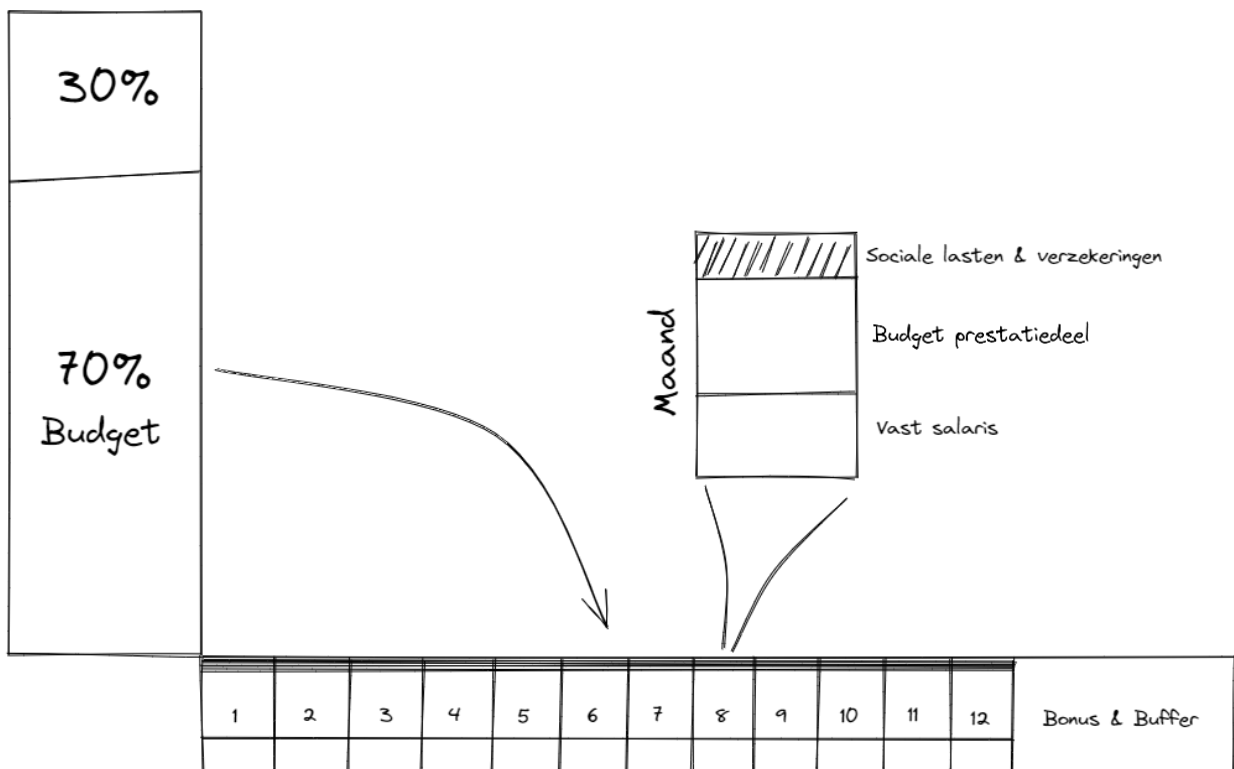 30%
70%
Budget
Maand
Sociale lasten & verzekeringen
Budget prestatiedeel
Vast salaris
1 2 3 4 5 6 7 8 9 10 11 12 Bonus & Buffer